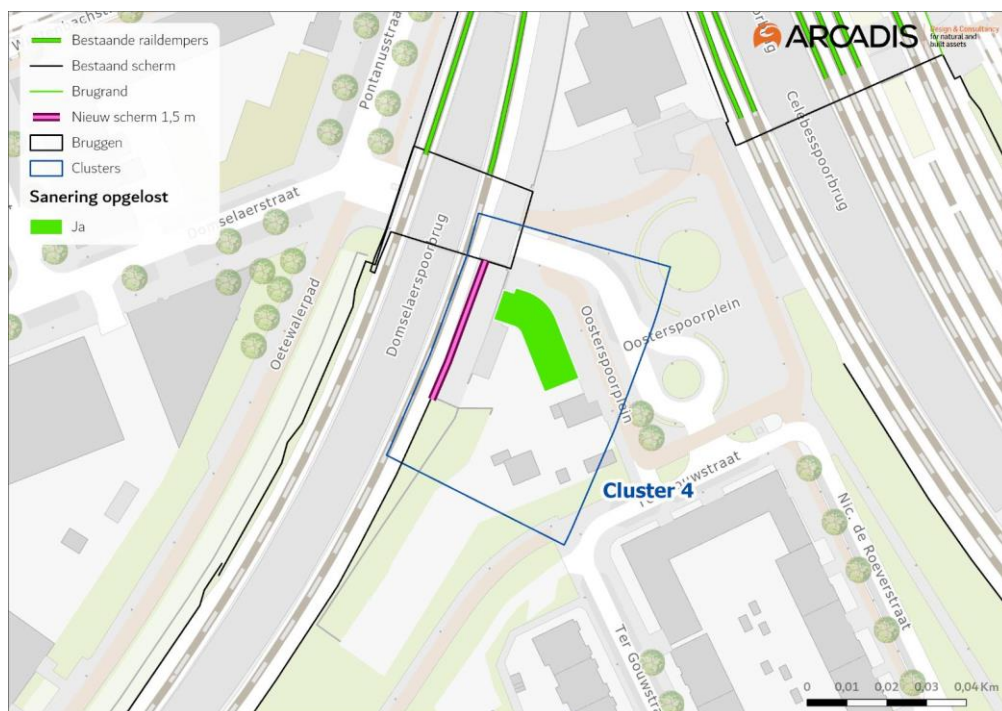 Bestaande raildempers
Bestaand scherm
Brugrand
Nieuw scherm 1,5 m
Bruggen
Clusters
Sanering opgelost
Ja
ARCADIS
Design & Consultancy
for natural and
built assets
Pontanusstraat
Domselaerstraat
Oetewalerpad
Domselaerspoorbrug
Celebesspoorbrug
Oosterspoorplein
Oosterspoorplein
Cluster 4
Nic. de Roeverstraat
Ter Gouwstr
0 0,01 0,02 0,03 0,04 Km